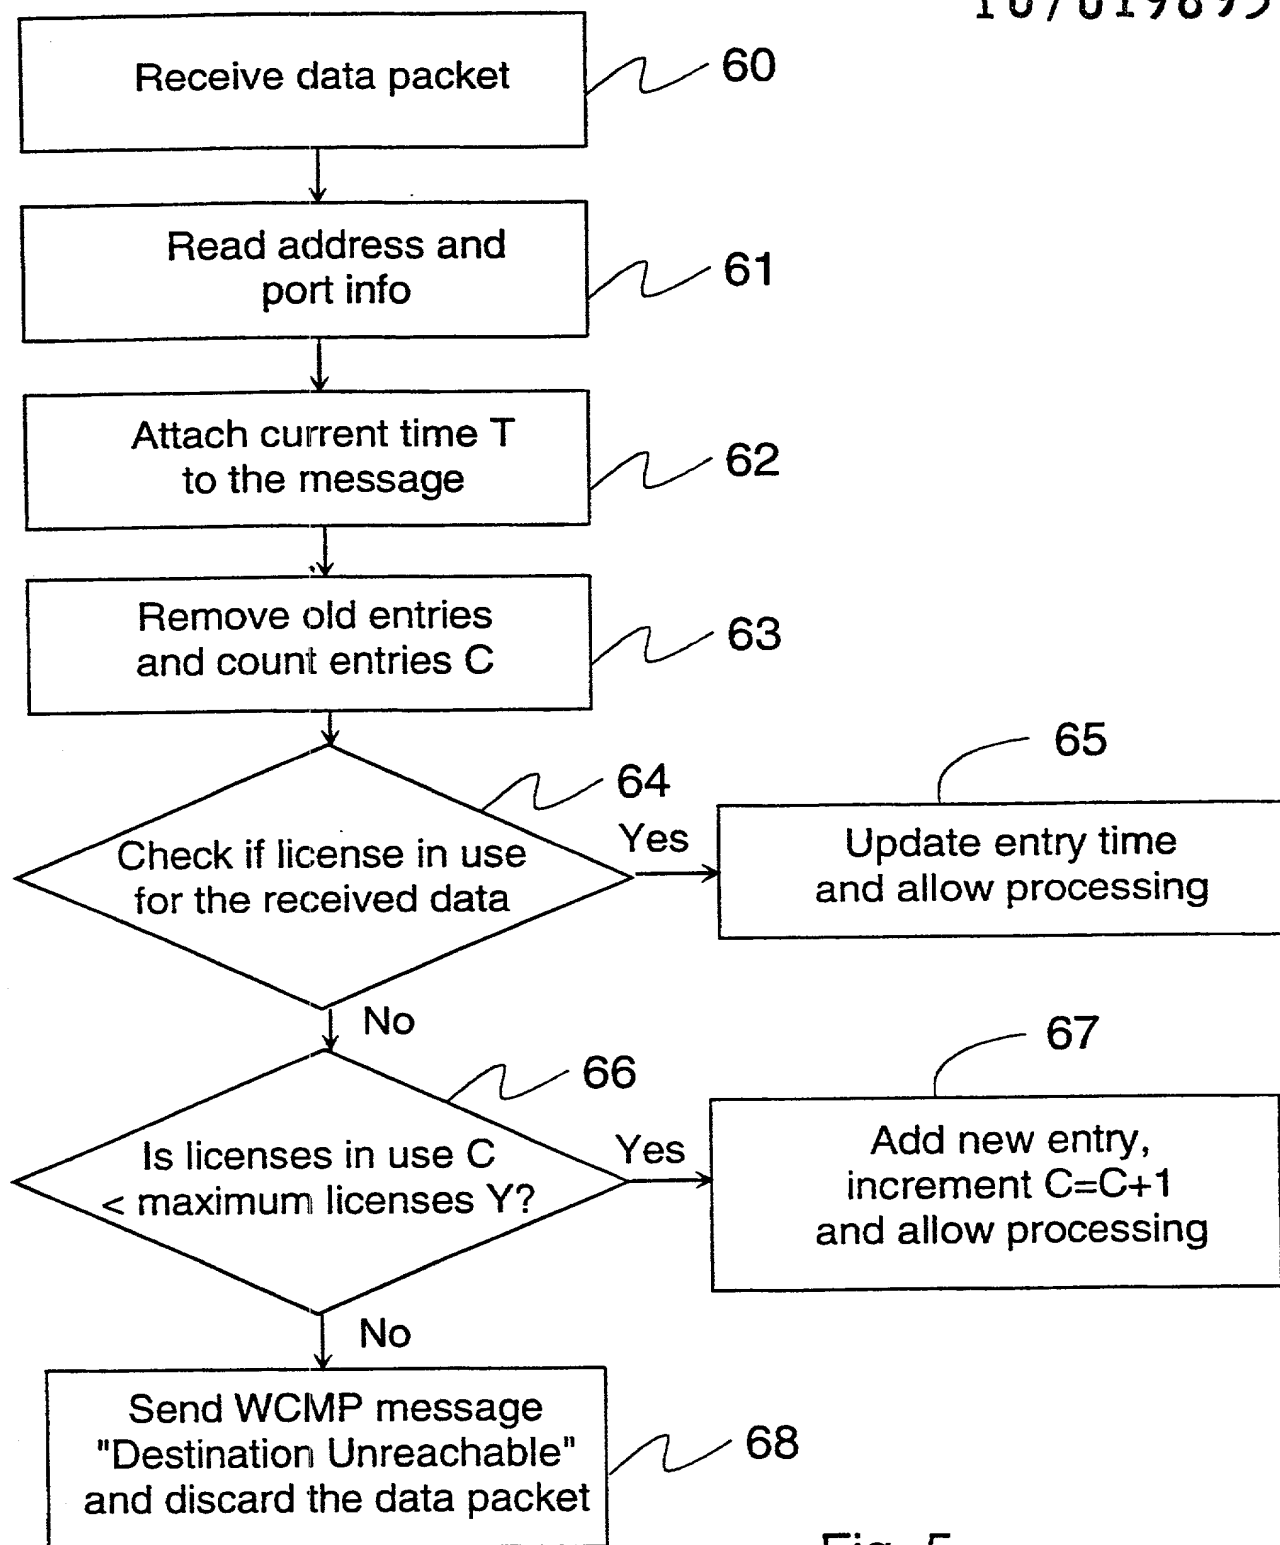 10/019895
Receive data packet
60
Read address and
port info
61
Attach current time T
to the message
62
Remove old entries
and count entries C
63
64
65
Check if license in use
for the received data
Yes
Update entry time
and allow processing
No
66
67
Is licenses in use C
< maximum licenses Y?
Yes
Add new entry,
increment C=C+1
and allow processing
No
Send WCMP message
"Destination Unreachable"
and discard the data packet
68
Fig. 5